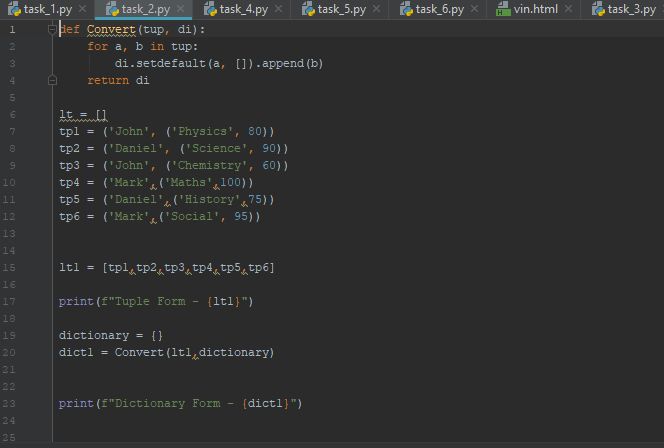 task_1.py task_2.py task_4.py task_5.py task_6.py vin.html task_3.py
1 def Convert(tup, di):
2     for a, b in tup:
3         di.setdefault(a, []).append(b)
4     return di
5
6 lt = []
7 tp1 = ('John', ('Physics', 80))
8 tp2 = ('Daniel', ('Science', 90))
9 tp3 = ('John', ('Chemistry', 60))
10 tp4 = ('Mark',('Maths',100))
11 tp5 = ('Daniel',('History',75))
12 tp6 = ('Mark',('Social', 95))
13
14
15 lt1 = [tp1,tp2,tp3,tp4,tp5,tp6]
16
17 print(f"Tuple Form - {lt1}")
18
19 dictionary = {}
20 dict1 = Convert(lt1,dictionary)
21
22
23 print(f"Dictionary Form - {dict1}")
24
25